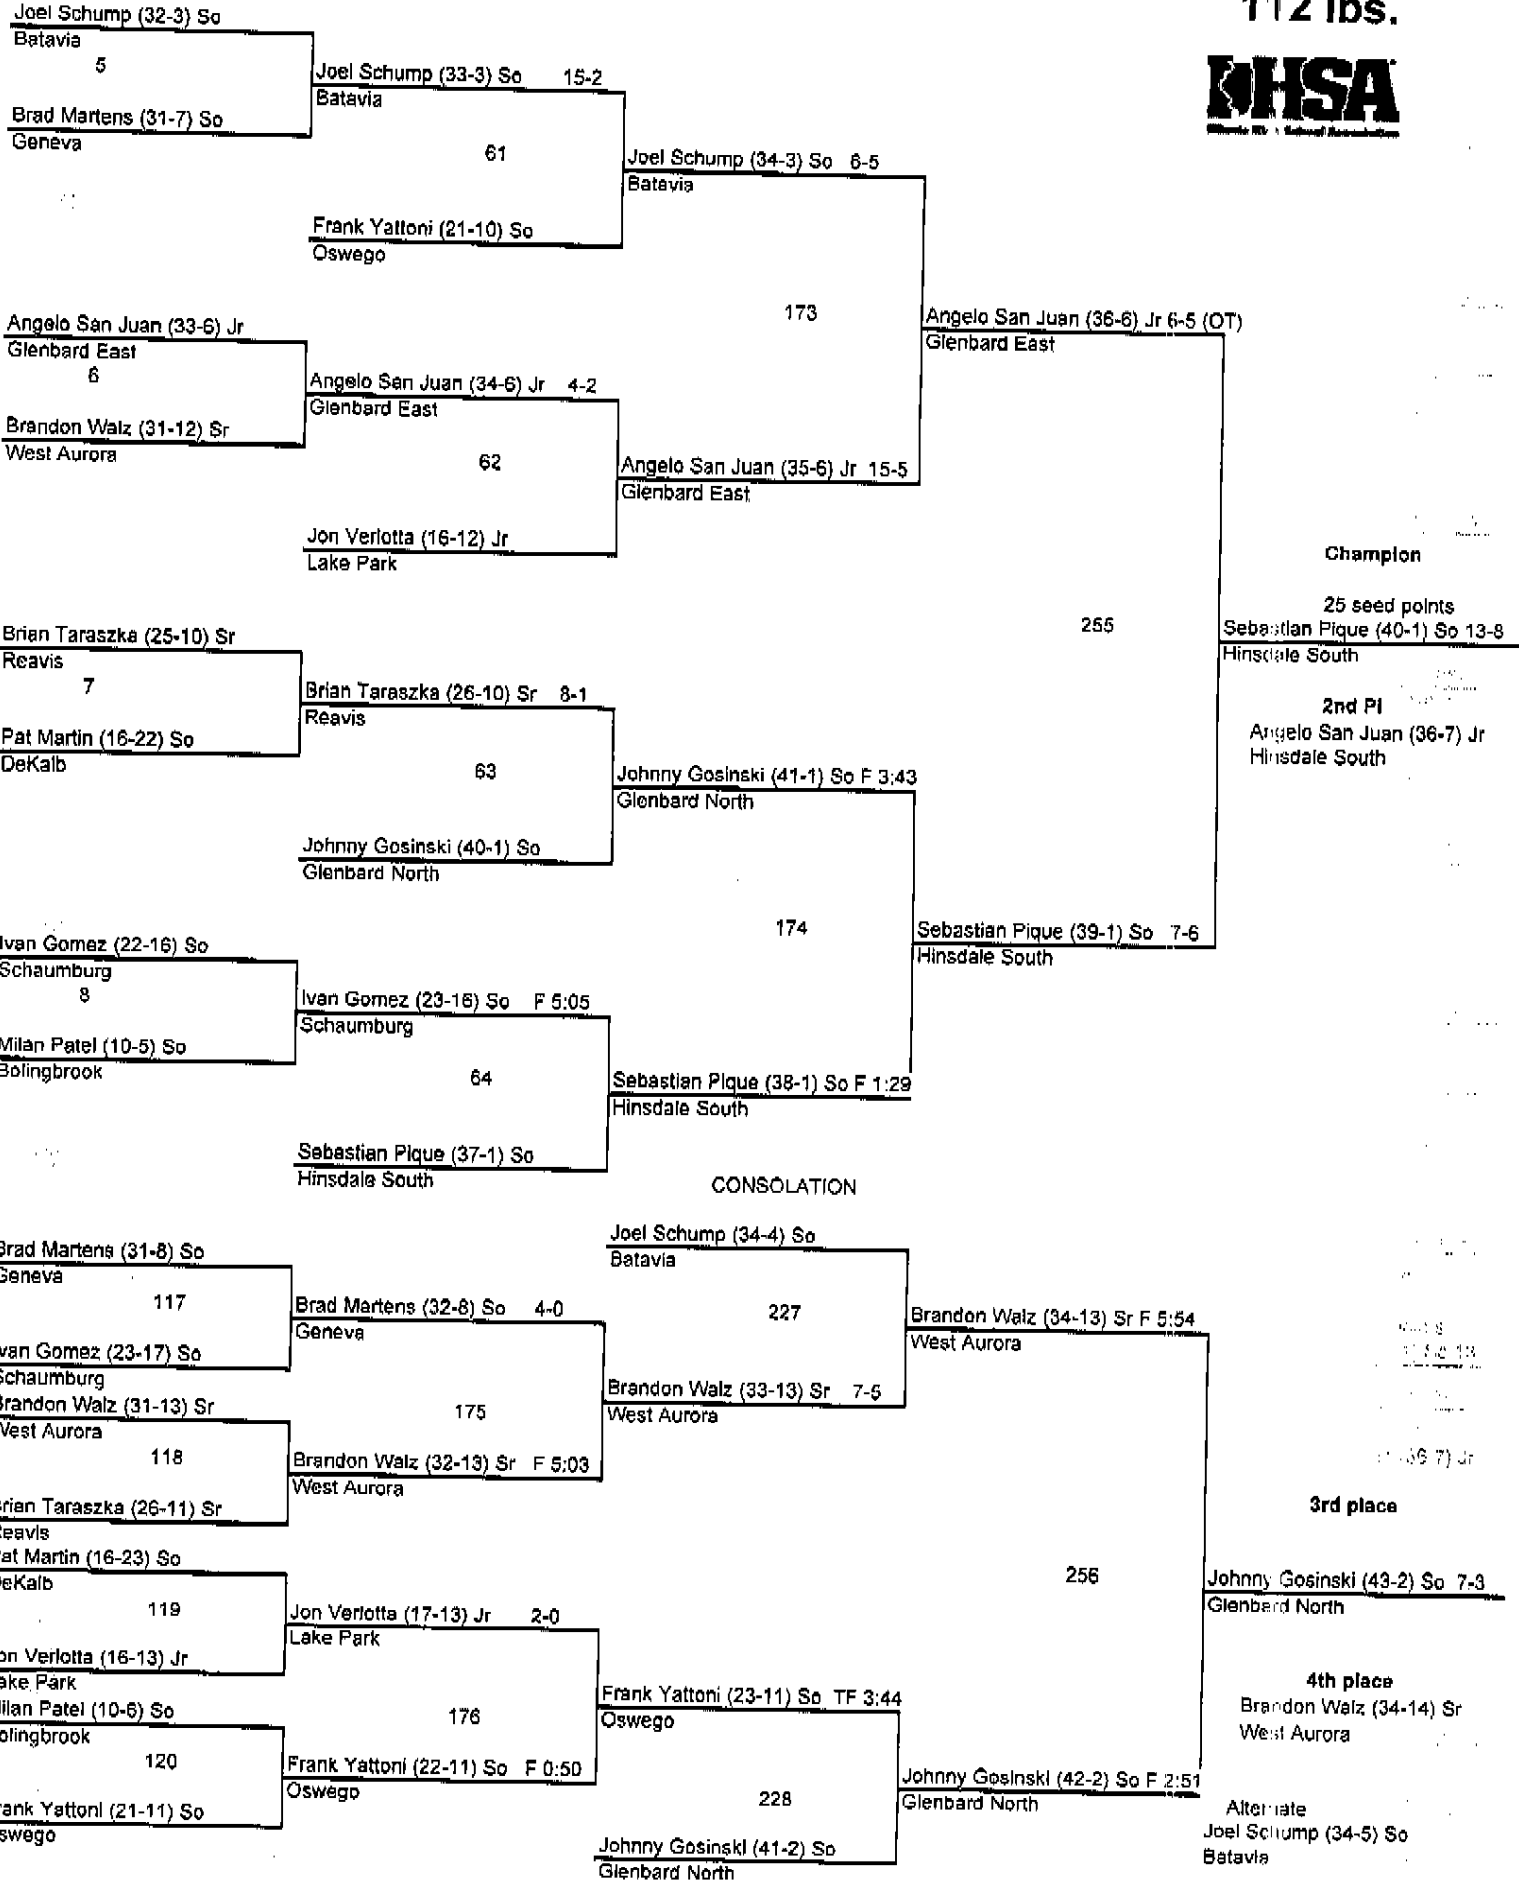 112 lbs.
IHSA
Joel Schump (32-3) So
Batavia
5
Brad Martens (31-7) So
Geneva
Joel Schump (33-3) So 15-2
Batavia
61
Frank Yattoni (21-10) So
Oswego
Joel Schump (34-3) So 6-5
Batavia
173
Angelo San Juan (33-6) Jr
Glenbard East
6
Brandon Walz (31-12) Sr
West Aurora
Angelo San Juan (34-6) Jr 4-2
Glenbard East
62
Jon Verlotta (16-12) Jr
Lake Park
Angelo San Juan (35-6) Jr 15-5
Glenbard East
Angelo San Juan (36-6) Jr 6-5 (OT)
Glenbard East
255
Brian Taraszka (25-10) Sr
Reavis
7
Pat Martin (16-22) So
DeKalb
Brian Taraszka (26-10) Sr 8-1
Reavis
63
Johnny Gosinski (40-1) So
Glenbard North
Johnny Gosinski (41-1) So F 3:43
Glenbard North
174
Ivan Gomez (22-16) So
Schaumburg
8
Milan Patel (10-5) So
Bolingbrook
Ivan Gomez (23-16) So F 5:05
Schaumburg
64
Sebastian Pique (37-1) So
Hinsdale South
Sebastian Pique (38-1) So F 1:29
Hinsdale South
Sebastian Pique (39-1) So 7-6
Hinsdale South
Champion
25 seed points
Sebastian Pique (40-1) So 13-8
Hinsdale South
2nd Pl
Angelo San Juan (36-7) Jr
Hinsdale South
CONSOLATION
Brad Martens (31-8) So
Geneva
117
Ivan Gomez (23-17) So
Schaumburg
Brandon Walz (31-13) Sr
West Aurora
118
Brian Taraszka (26-11) Sr
Reavis
Pat Martin (16-23) So
DeKalb
119
Jon Verlotta (16-13) Jr
Lake Park
Milan Patel (10-6) So
Bolingbrook
120
Frank Yattoni (21-11) So
Oswego
Brad Martens (32-8) So 4-0
Geneva
175
Brandon Walz (32-13) Sr F 5:03
West Aurora
Jon Verlotta (17-13) Jr 2-0
Lake Park
176
Frank Yattoni (22-11) So F 0:50
Oswego
Joel Schump (34-4) So
Batavia
227
Brandon Walz (33-13) Sr 7-5
West Aurora
Frank Yattoni (23-11) So TF 3:44
Oswego
228
Johnny Gosinski (41-2) So
Glenbard North
Brandon Walz (34-13) Sr F 5:54
West Aurora
256
Johnny Gosinski (42-2) So F 2:51
Glenbard North
3rd place
Johnny Gosinski (43-2) So 7-3
Glenbard North
4th place
Brandon Walz (34-14) Sr
West Aurora
Alternate
Joel Schump (34-5) So
Batavia